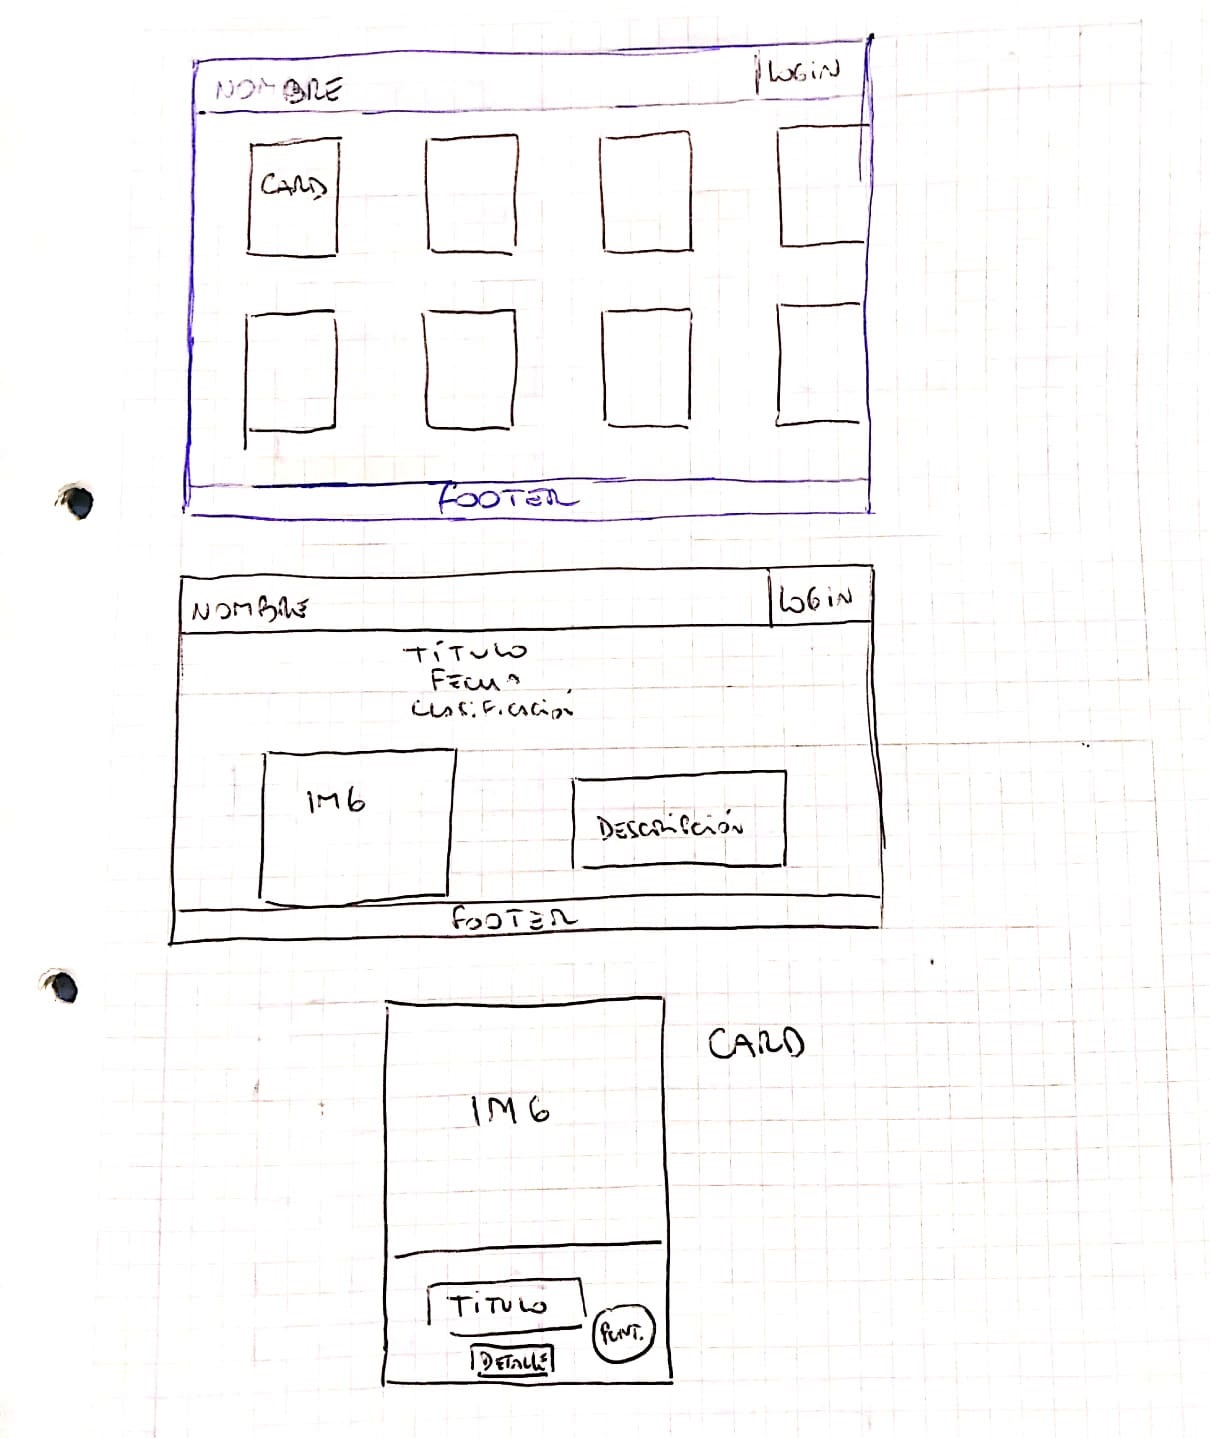 NOMBRE
LOGIN
CARD
FOOTER
NOMBRE
LOGIN
TÍTULO
FECHA
CLASIFICACIÓN
IMG
DESCRIPCIÓN
FOOTER
CARD
IMG
TITULO
PUNT.
DETALLE